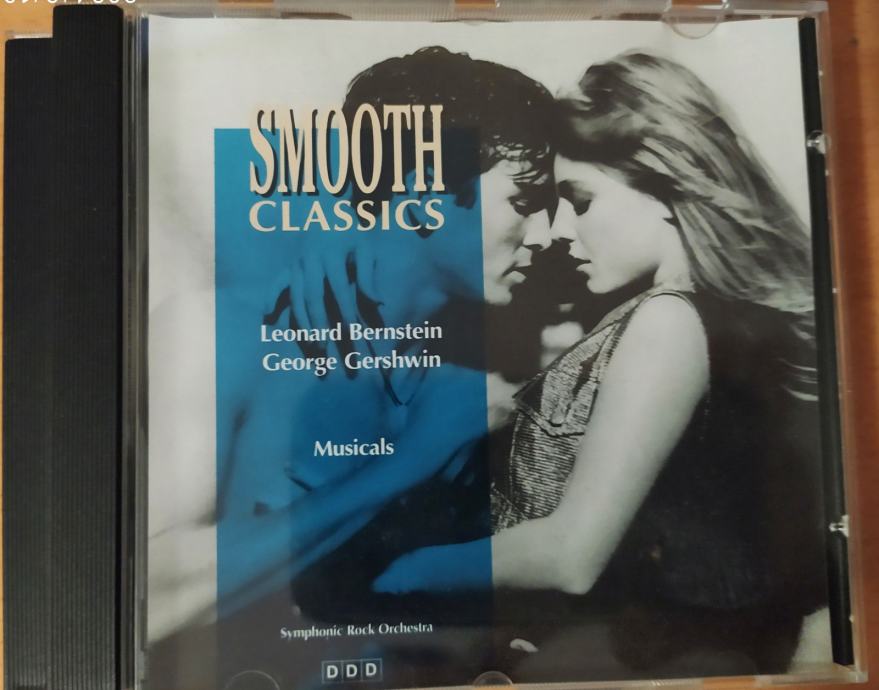 SMOOTH
CLASSICS
Leonard Bernstein
George Gershwin
Musicals
Symphonic Rock Orchestra
DDD